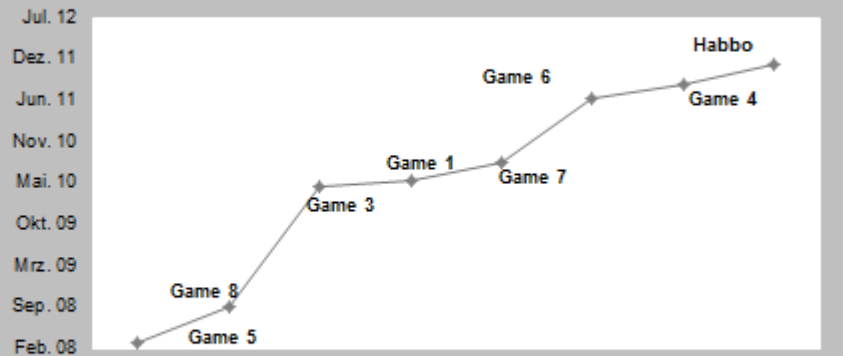 Jul. 12
Dez. 11
Jun. 11
Nov. 10
Mai. 10
Okt. 09
Mrz. 09
Sep. 08
Feb. 08
Habbo
Game 6
Game 4
Game 1
Game 7
Game 3
Game 8
Game 5